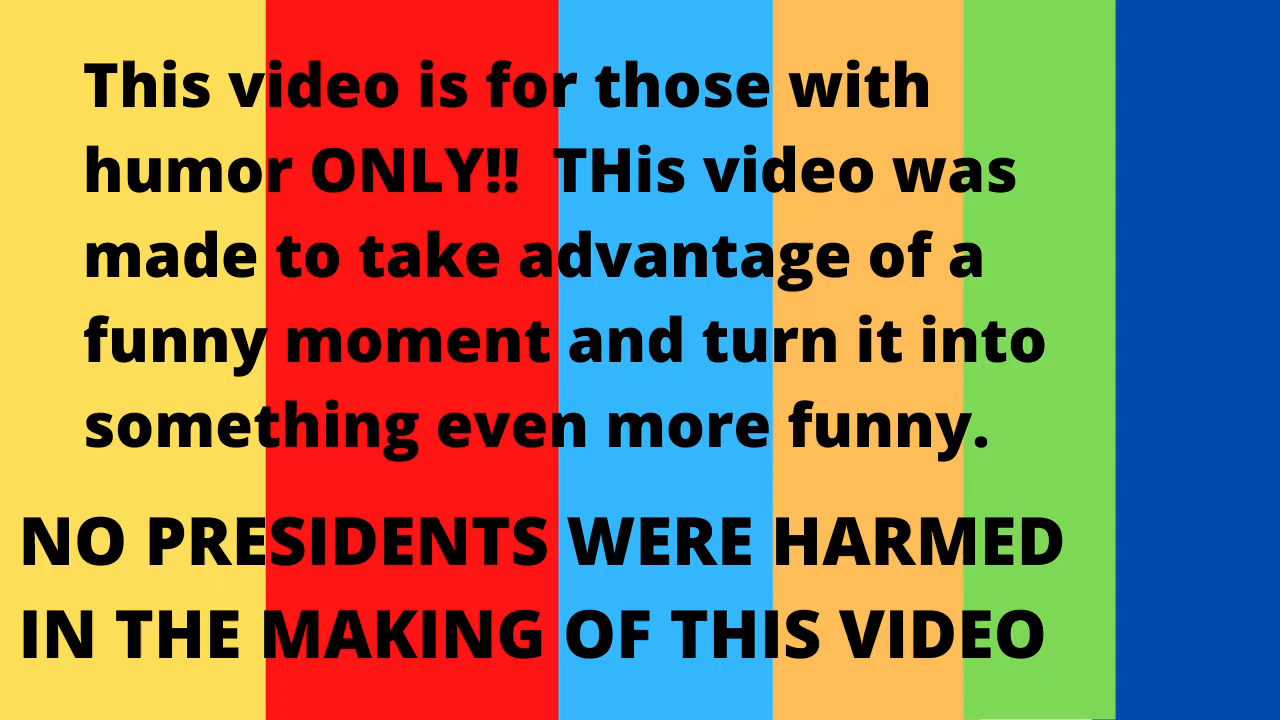 This video is for those with
humor ONLY!!  THis video was
made to take advantage of a
funny moment and turn it into
something even more funny.
NO PRESIDENTS WERE HARMED
IN THE MAKING OF THIS VIDEO